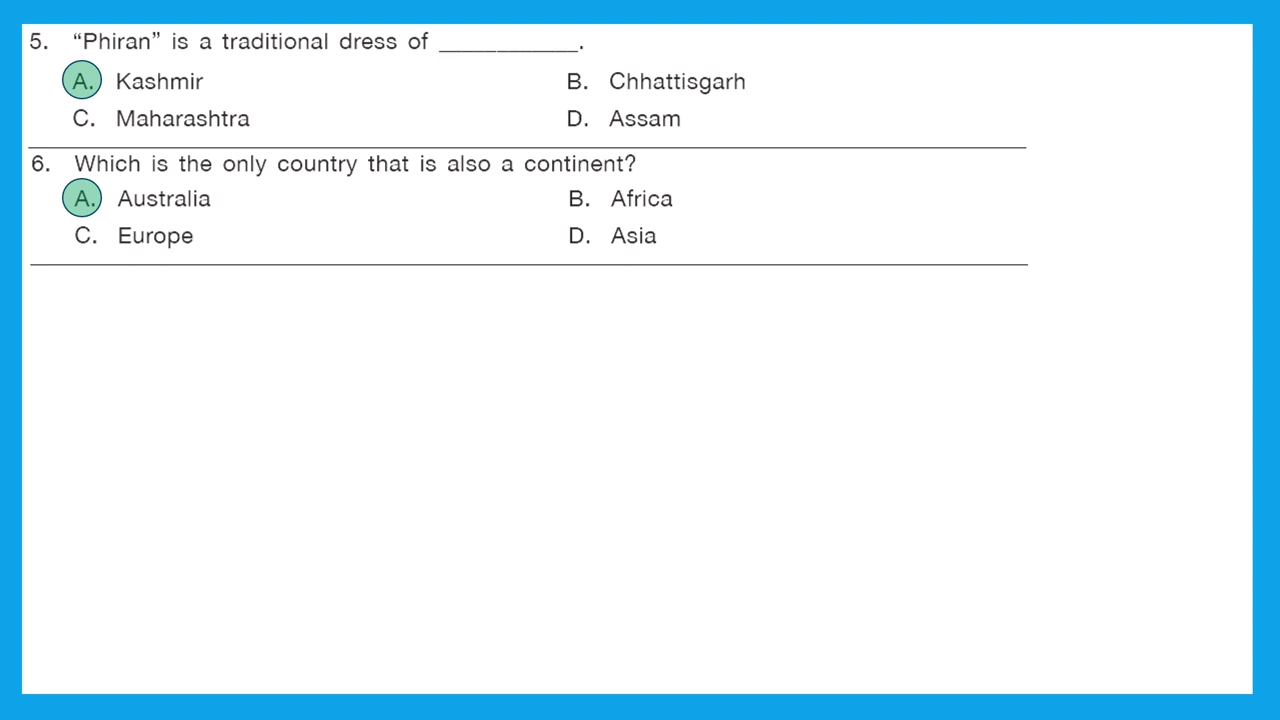 5. “Phiran” is a traditional dress of ____________.
A. Kashmir B. Chhattisgarh
C. Maharashtra D. Assam
6. Which is the only country that is also a continent?
A. Australia B. Africa
C. Europe D. Asia